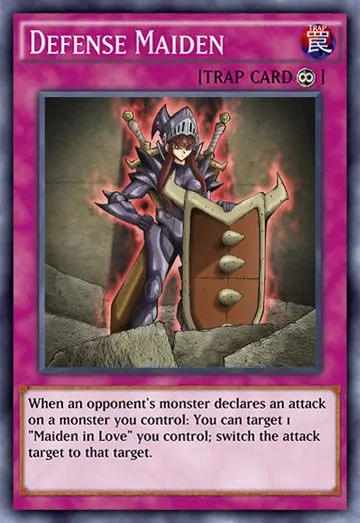 DEFENSE MAIDEN
TRAP
罠
[TRAP CARD ]
When an opponent's monster declares an attack
on a monster you control: You can target 1
"Maiden in Love" you control; switch the attack
target to that target.